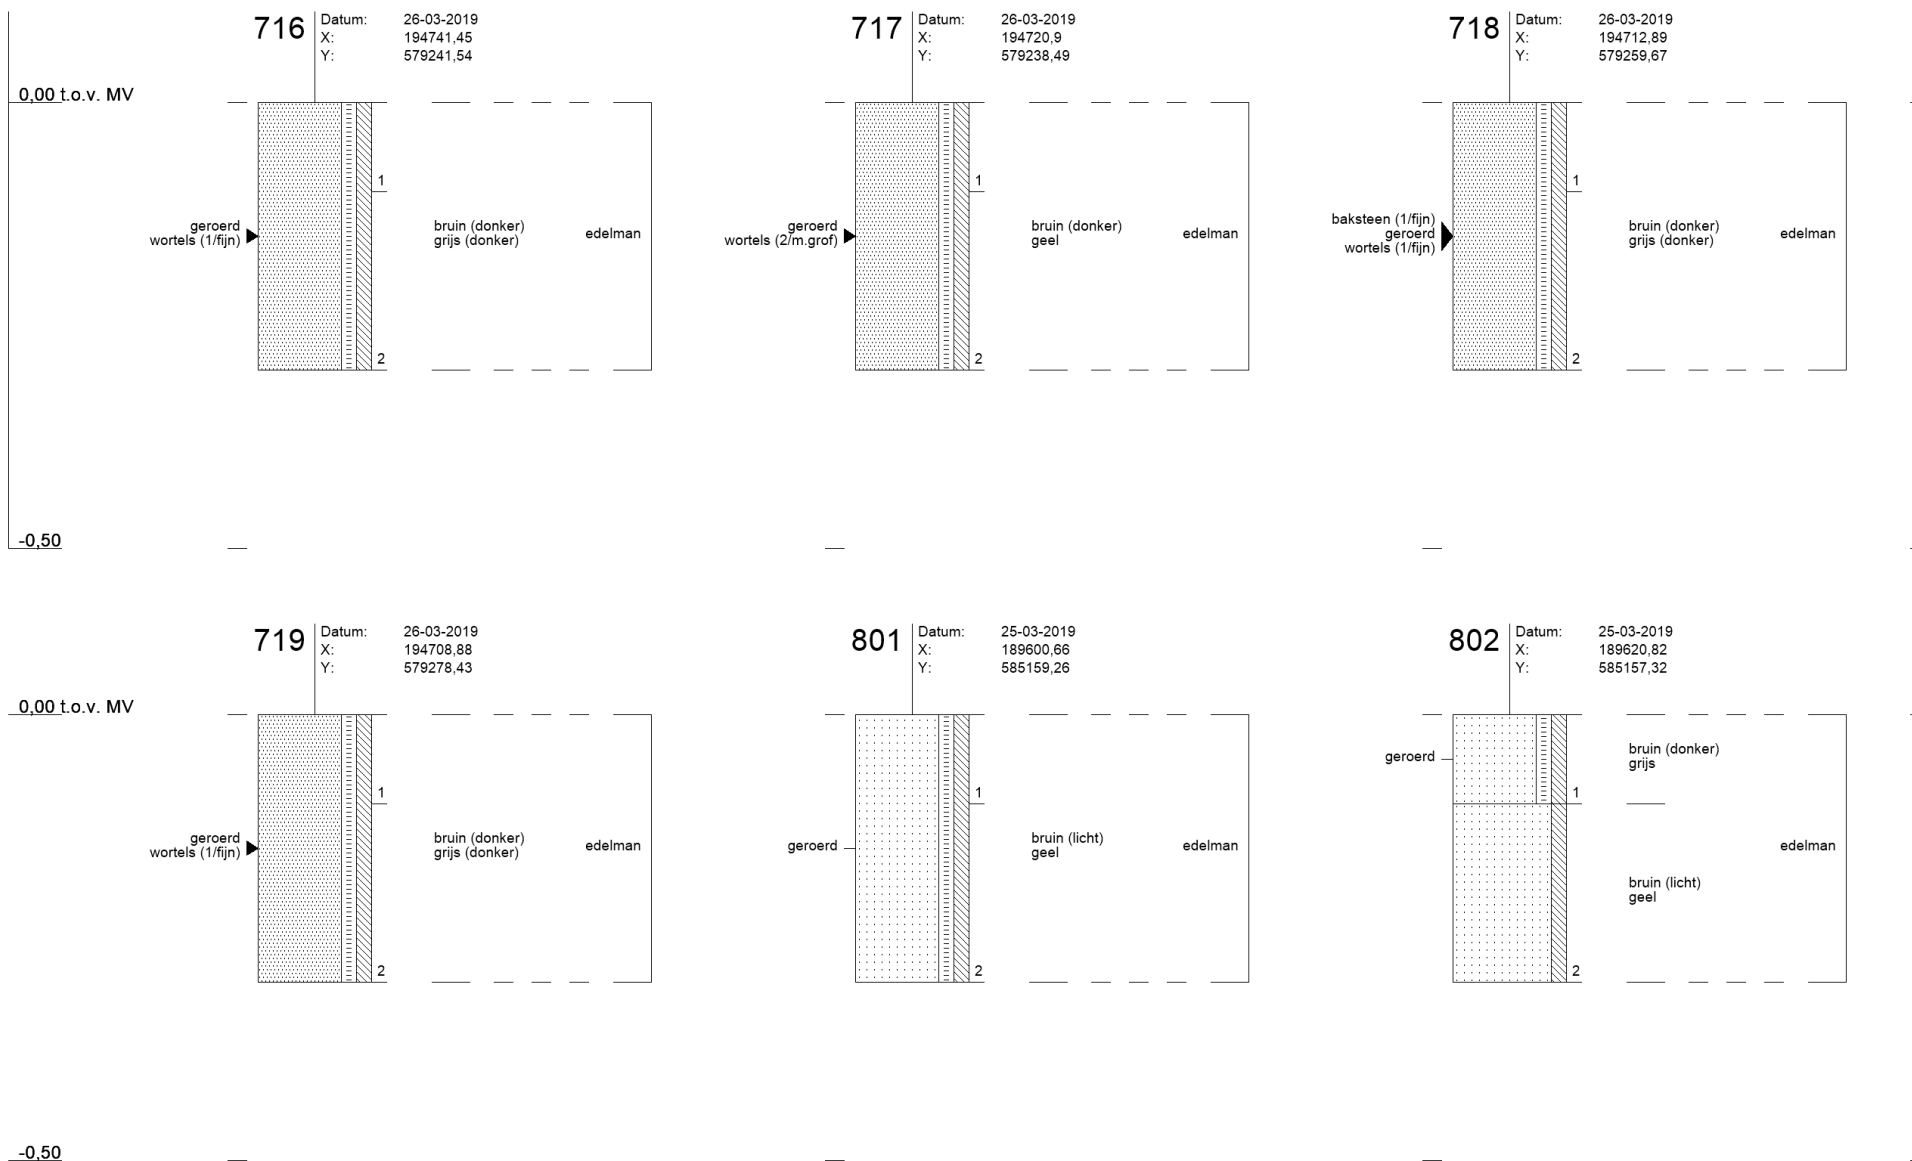 716
Datum: 26-03-2019
X: 194741,45
Y: 579241,54
717
Datum: 26-03-2019
X: 194720,9
Y: 579238,49
718
Datum: 26-03-2019
X: 194712,89
Y: 579259,67
0,00 t.o.v. MV
geroerd
wortels (1/fijn)
1
2
bruin (donker)
grijs (donker)
edelman
geroerd
wortels (2/m.grof)
1
2
bruin (donker)
geel
edelman
baksteen (1/fijn)
geroerd
wortels (1/fijn)
1
2
bruin (donker)
grijs (donker)
edelman
-0,50
719
Datum: 26-03-2019
X: 194708,88
Y: 579278,43
801
Datum: 25-03-2019
X: 189600,66
Y: 585159,26
802
Datum: 25-03-2019
X: 189620,82
Y: 585157,32
0,00 t.o.v. MV
geroerd
wortels (1/fijn)
1
2
bruin (donker)
grijs (donker)
edelman
geroerd
1
2
bruin (licht)
geel
edelman
geroerd
1
2
bruin (donker)
grijs
bruin (licht)
geel
edelman
-0,50